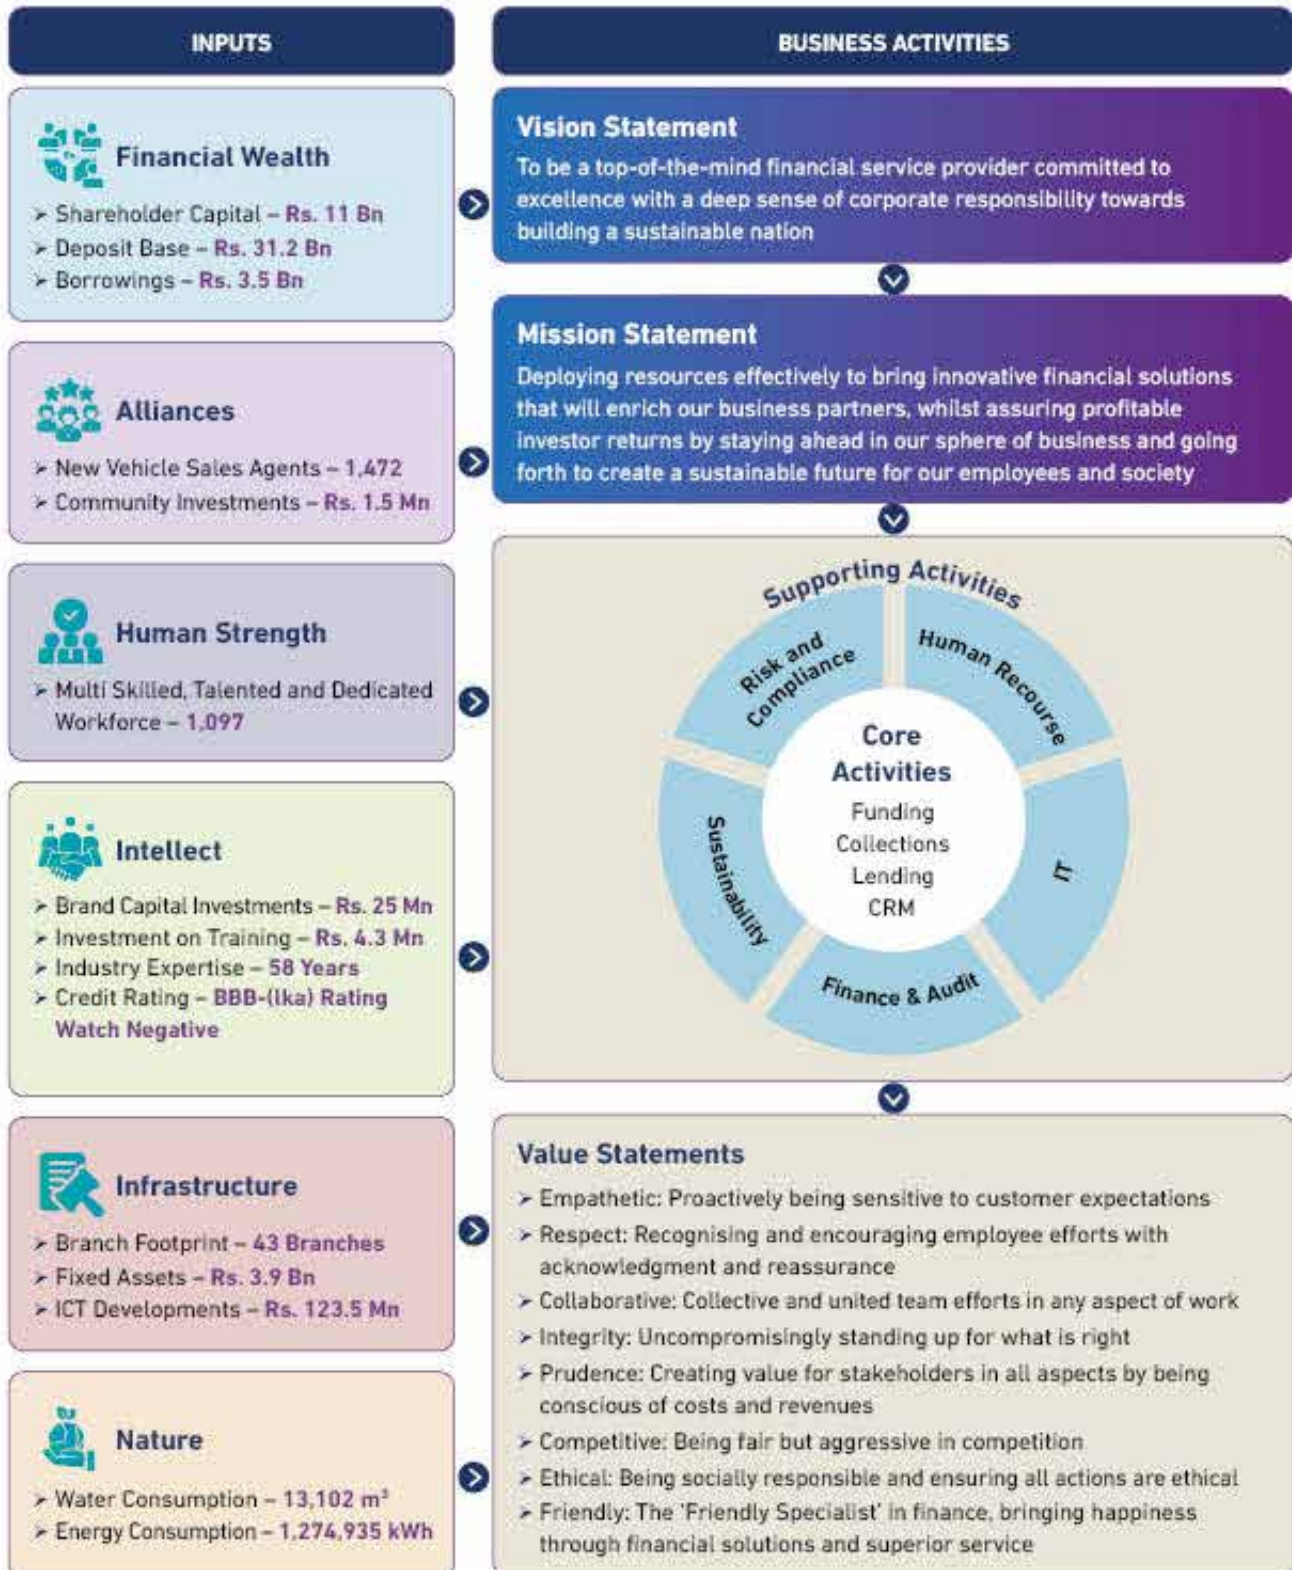 INPUTS
Financial Wealth
➤ Shareholder Capital – Rs. 11 Bn
➤ Deposit Base – Rs. 31.2 Bn
➤ Borrowings – Rs. 3.5 Bn
Alliances
➤ New Vehicle Sales Agents – 1,472
➤ Community Investments – Rs. 1.5 Mn
Human Strength
➤ Multi Skilled, Talented and Dedicated
Workforce – 1,097
Intellect
➤ Brand Capital Investments – Rs. 25 Mn
➤ Investment on Training – Rs. 4.3 Mn
➤ Industry Expertise – 58 Years
➤ Credit Rating – BBB-(lka) Rating
Watch Negative
Infrastructure
➤ Branch Footprint – 43 Branches
➤ Fixed Assets – Rs. 3.9 Bn
➤ ICT Developments – Rs. 123.5 Mn
Nature
➤ Water Consumption – 13,102 m³
➤ Energy Consumption – 1,274,935 kWh
BUSINESS ACTIVITIES
Vision Statement
To be a top-of-the-mind financial service provider committed to
excellence with a deep sense of corporate responsibility towards
building a sustainable nation
Mission Statement
Deploying resources effectively to bring innovative financial solutions
that will enrich our business partners, whilst assuring profitable
investor returns by staying ahead in our sphere of business and going
forth to create a sustainable future for our employees and society
Supporting Activities
Risk and
Compliance
Human Recourse
IT
Finance & Audit
Sustainability
Core
Activities
Funding
Collections
Lending
CRM
Value Statements
➤ Empathetic: Proactively being sensitive to customer expectations
➤ Respect: Recognising and encouraging employee efforts with
acknowledgment and reassurance
➤ Collaborative: Collective and united team efforts in any aspect of work
➤ Integrity: Uncompromisingly standing up for what is right
➤ Prudence: Creating value for stakeholders in all aspects by being
conscious of costs and revenues
➤ Competitive: Being fair but aggressive in competition
➤ Ethical: Being socially responsible and ensuring all actions are ethical
➤ Friendly: The 'Friendly Specialist' in finance, bringing happiness
through financial solutions and superior service